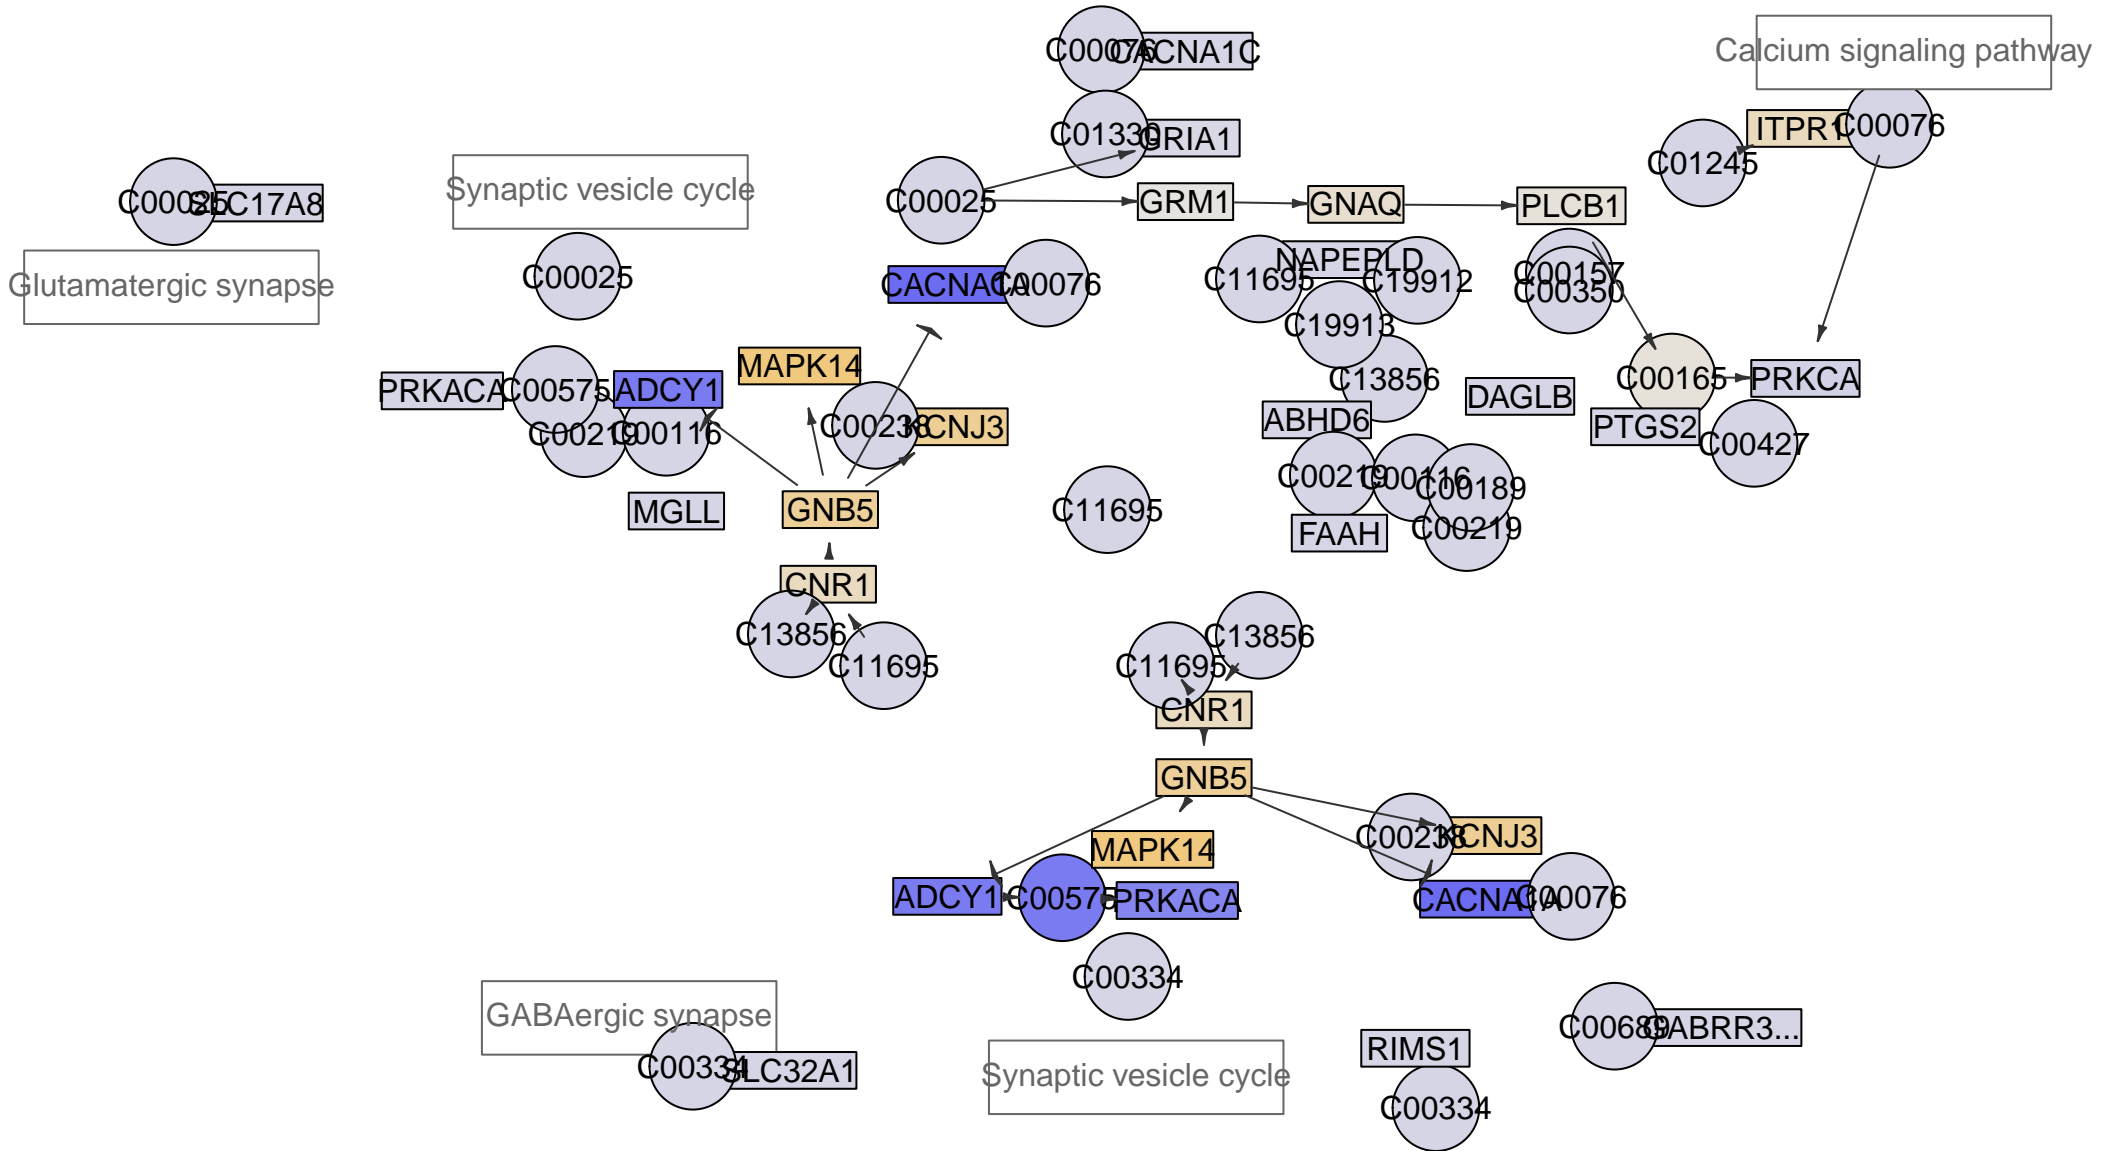 C00076
CACNA1C
Calcium signaling pathway
C01330
GRIA1
ITPR1
C00076
C01245
C00025
SLC17A8
Synaptic vesicle cycle
C00025
GRM1
GNAQ
PLCB1
Glutamatergic synapse
C00025
CACNA1A
C00076
C11695
NAPEPLD
C19912
C00157
C00350
C19913
MAPK14
C13856
PRKACA
C00575
ADCY1
C00165
PRKCA
DAGLB
C00219
C00116
C00238
KCNJ3
ABHD6
PTGS2
C00427
C00219
C00116
C00189
MGLL
GNB5
C11695
FAAH
C00219
CNR1
C13856
C11695
C13856
C11695
CNR1
GNB5
C00238
KCNJ3
MAPK14
ADCY1
C00575
PRKACA
CACNA1A
C00076
C00334
GABAergic synapse
C00689
GABRR3...
C00334
SLC32A1
Synaptic vesicle cycle
RIMS1
C00334